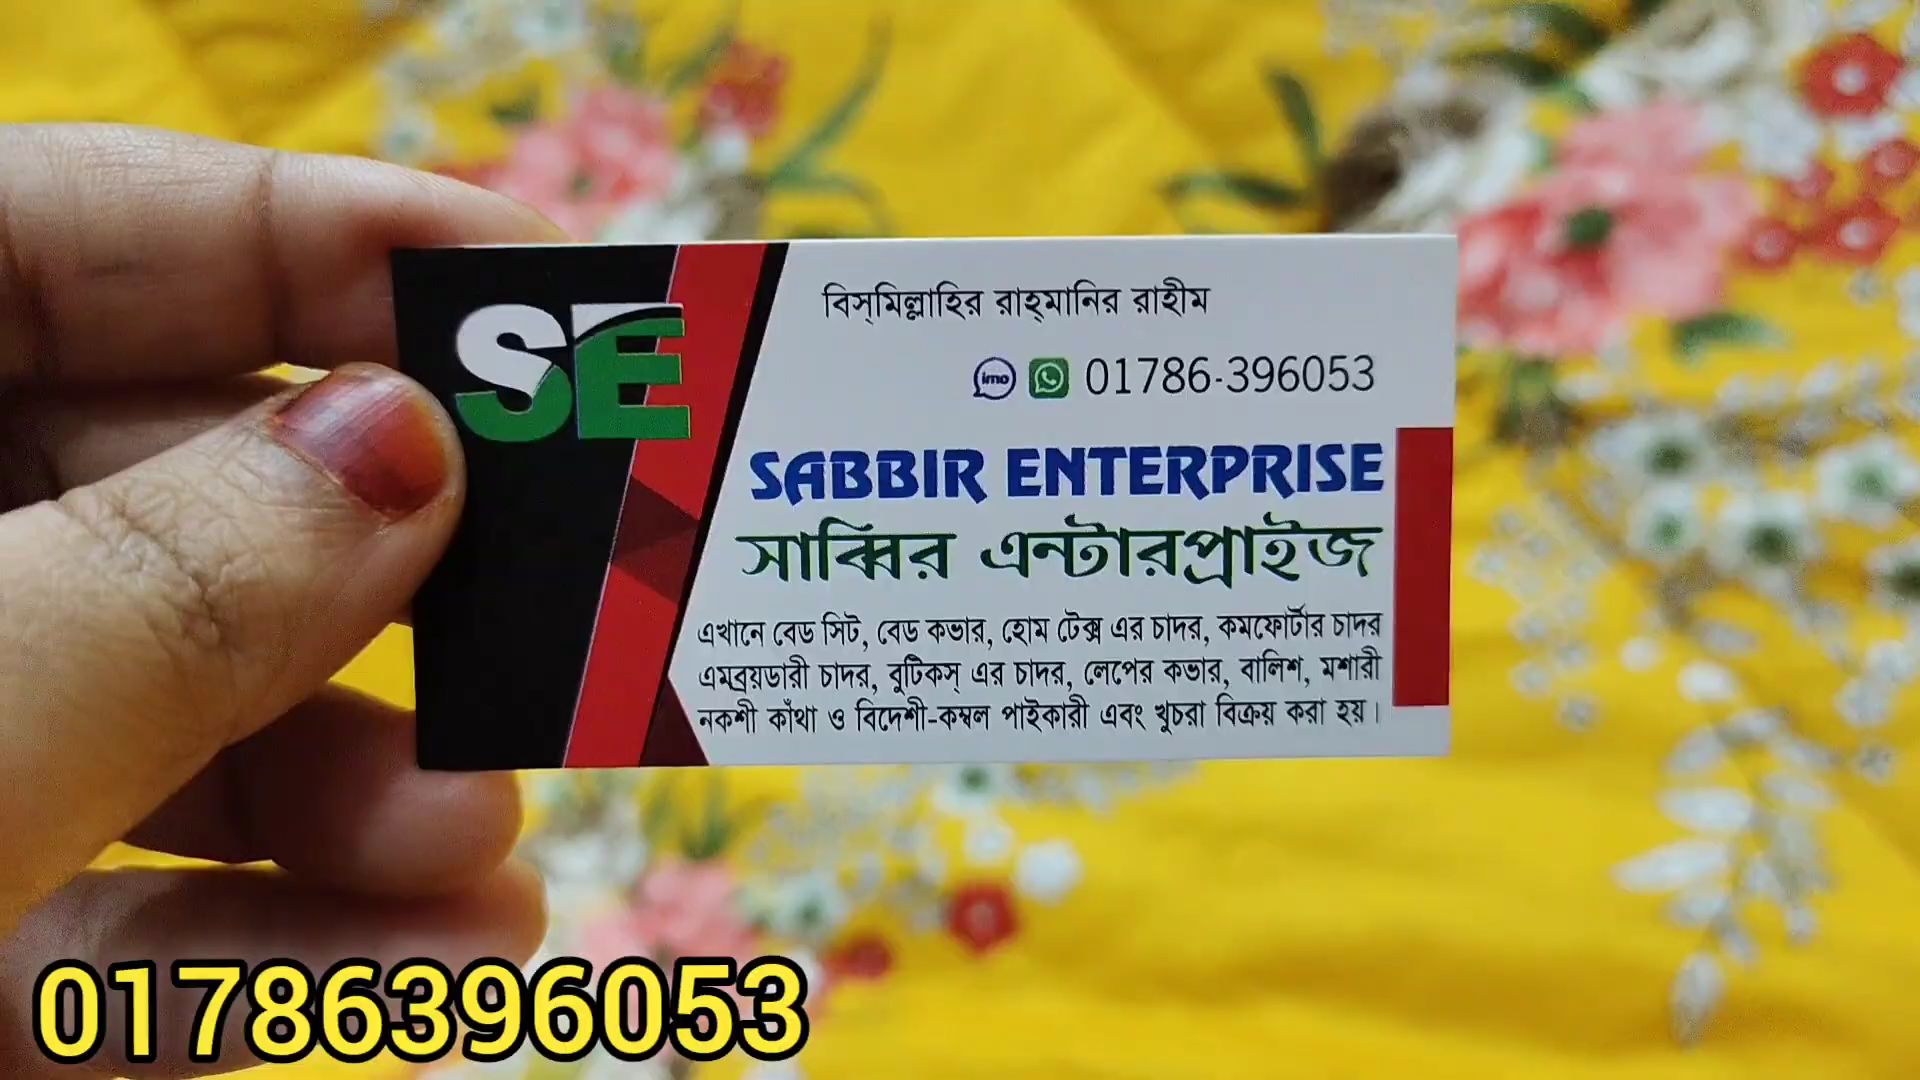 SE
বিস্‌মিল্লাহির রাহ্‌মানির রাহীম
imo 01786-396053
SABBIR ENTERPRISE
সাব্বির এন্টারপ্রাইজ
এখানে বেড সিট, বেড কভার, হোম টেক্স এর চাদর, কমফোর্টার চাদর
এমব্রয়ডারী চাদর, বুটিকস্ এর চাদর, লেপের কভার, বালিশ, মশারী
নকশী কাঁথা ও বিদেশী-কম্বল পাইকারী এবং খুচরা বিক্রয় করা হয়।
01786396053